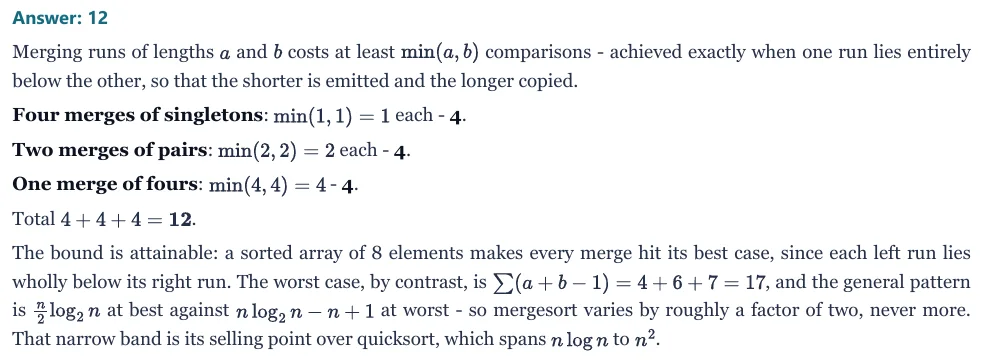 Answer: 12
Merging runs of lengths a and b costs at least min(a, b) comparisons - achieved exactly when one run lies entirely
below the other, so that the shorter is emitted and the longer copied.
Four merges of singletons: min(1, 1) = 1 each - 4.
Two merges of pairs: min(2, 2) = 2 each - 4.
One merge of fours: min(4, 4) = 4 - 4.
Total 4 + 4 + 4 = 12.
The bound is attainable: a sorted array of 8 elements makes every merge hit its best case, since each left run lies
wholly below its right run. The worst case, by contrast, is ∑(a + b − 1) = 4 + 6 + 7 = 17, and the general pattern
is n/2 log₂ n at best against n log₂ n − n + 1 at worst - so mergesort varies by roughly a factor of two, never more.
That narrow band is its selling point over quicksort, which spans n log n to n².